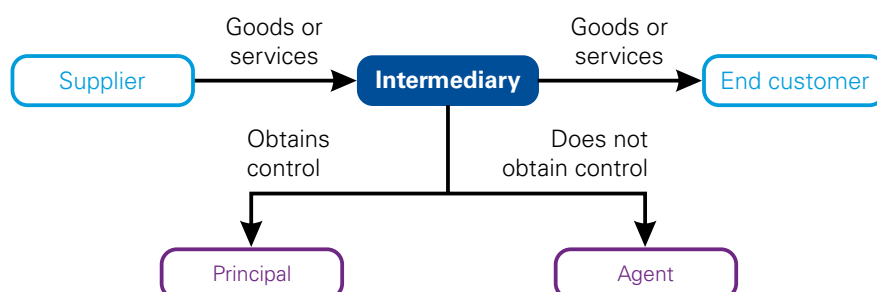 Goods or
services
Goods or
services
Supplier
Intermediary
End customer
Obtains
control
Does not
obtain control
Principal
Agent